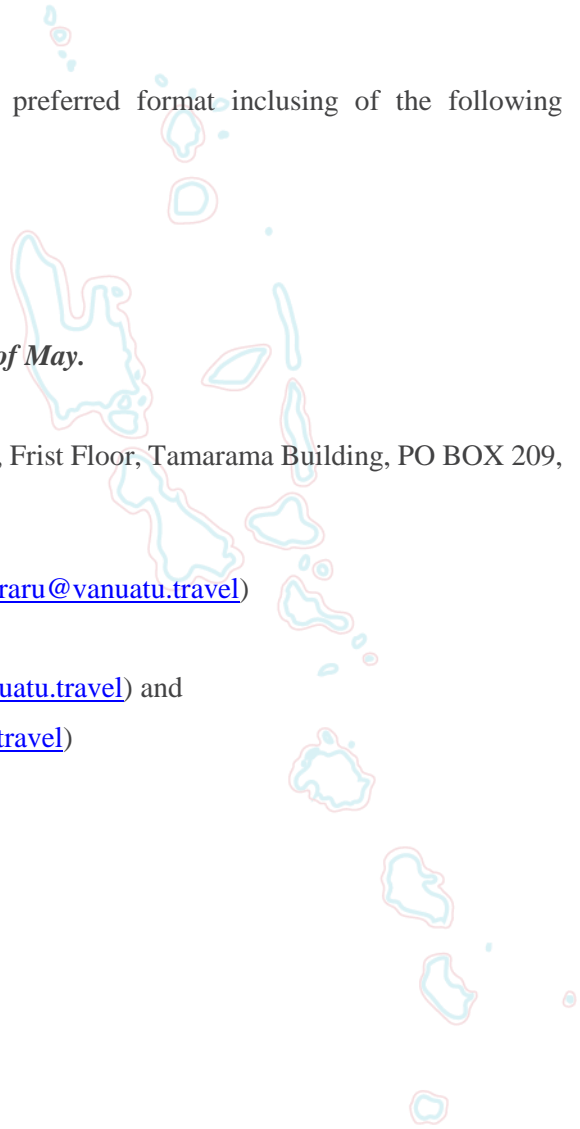 preferred format inclusing of the following
of May.
, Frist Floor, Tamarama Building, PO BOX 209,
raru@vanuatu.travel)
uatu.travel) and
travel)